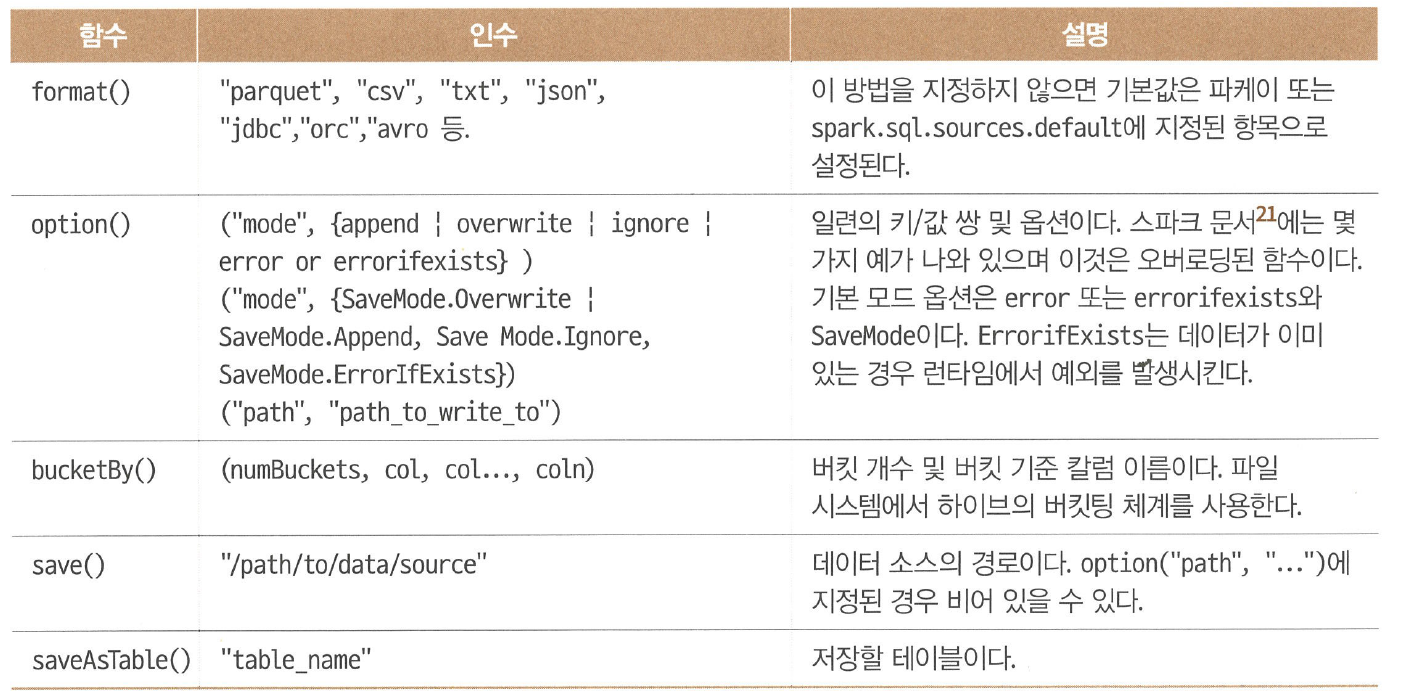 함수 인수 설명
format() "parquet", "csv", "txt", "json",
"jdbc","orc","avro 등.
이 방법을 지정하지 않으면 기본값은 파케이 또는
spark.sql.sources.default에 지정된 항목으로
설정된다.
option() ("mode", {append ¦ overwrite ¦ ignore ¦
error or errorifexists} )
("mode", {SaveMode.Overwrite ¦
SaveMode.Append, Save Mode.Ignore,
SaveMode.ErrorIfExists})
("path", "path_to_write_to")
일련의 키/값 쌍 및 옵션이다. 스파크 문서21에는 몇
가지 예가 나와 있으며 이것은 오버로딩된 함수이다.
기본 모드 옵션은 error 또는 errorifexists와
SaveMode이다. ErrorifExists는 데이터가 이미
있는 경우 런타임에서 예외를 발생시킨다.
bucketBy() (numBuckets, col, col..., coln)
버킷 개수 및 버킷 기준 칼럼 이름이다. 파일
시스템에서 하이브의 버킷팅 체계를 사용한다.
save() "/path/to/data/source"
데이터 소스의 경로이다. option("path", "...")에
지정된 경우 비어 있을 수 있다.
saveAsTable() "table_name"
저장할 테이블이다.